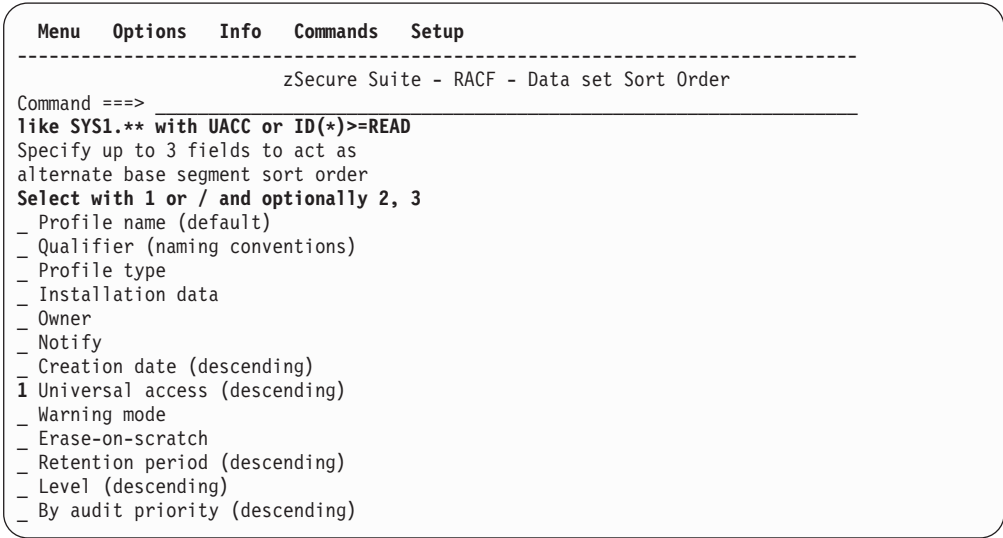 Menu Options Info Commands Setup
--------------------------------------------------------------------------------
zSecure Suite - RACF - Data set Sort Order
Command ===> ___________________________________________________________________
like SYS1.** with UACC or ID(*)>=READ
Specify up to 3 fields to act as
alternate base segment sort order
Select with 1 or / and optionally 2, 3
_ Profile name (default)
_ Qualifier (naming conventions)
_ Profile type
_ Installation data
_ Owner
_ Notify
_ Creation date (descending)
1 Universal access (descending)
_ Warning mode
_ Erase-on-scratch
_ Retention period (descending)
_ Level (descending)
_ By audit priority (descending)